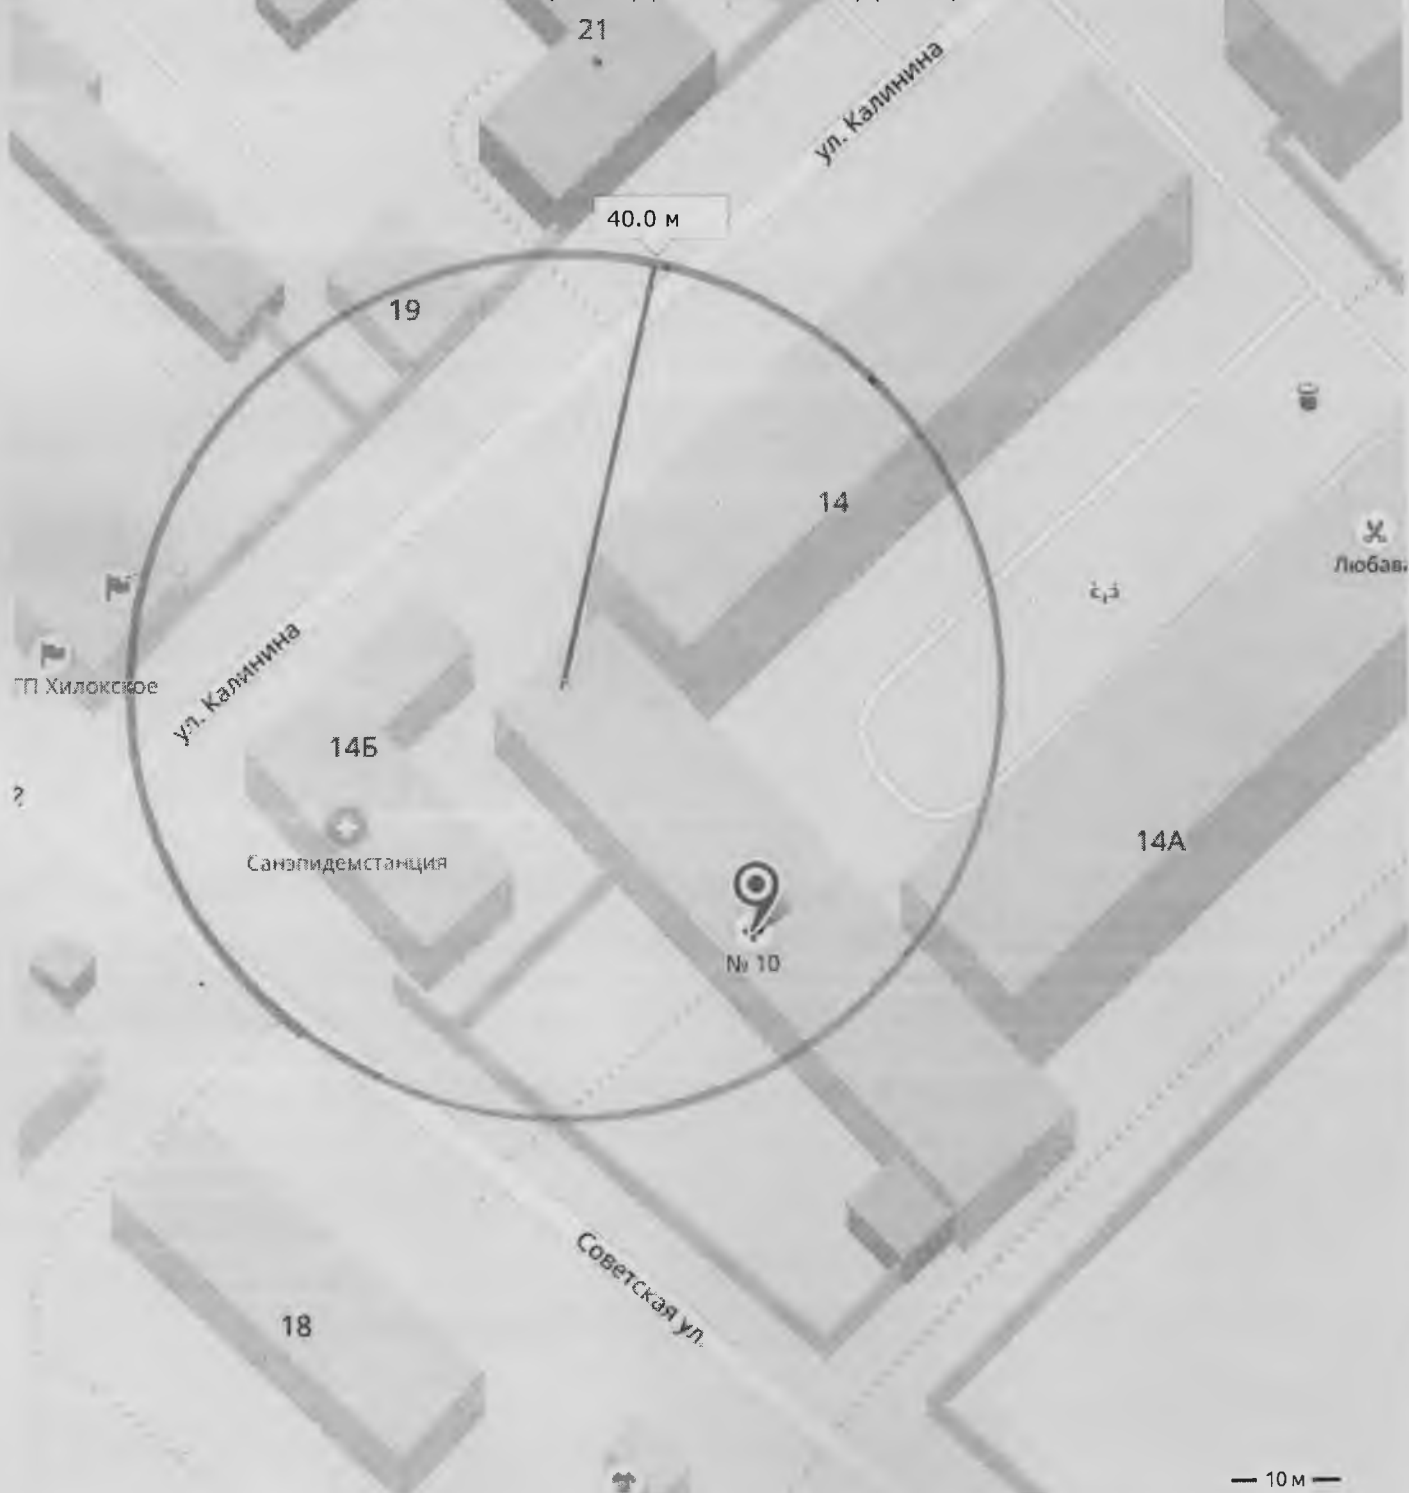 21
ул. Калинина
40.0 м
19
14
Любав
ГП Хилокское
ул. Калинина
14Б
Санэпидемстанция
14А
№ 10
Советская ул.
18
10 м